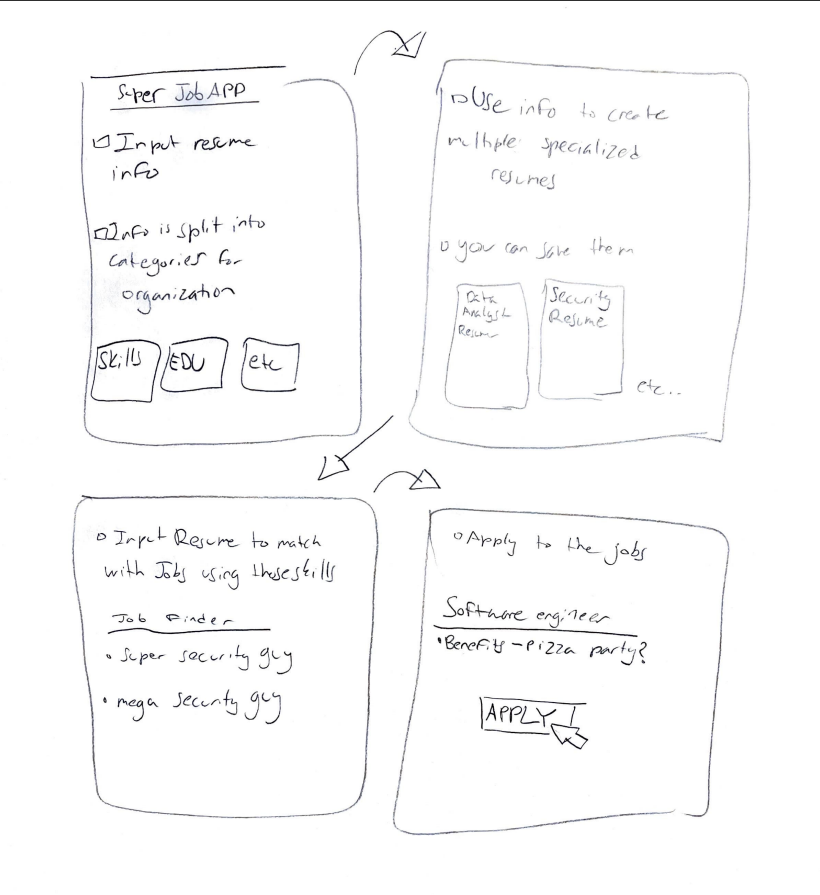 Super Job APP
Input resume
info
Info is split into
categories for
organization
Skills
EDU
etc
Use info to create
multiple specialized
resumes
you can save them
Data
Analyst
Resume
Security
Resume
etc..
Input Resume to match
with Jobs using those skills
Job Finder
• super security guy
• mega security guy
Apply to the jobs
Software engineer
• Benefits - Pizza party?
APPLY